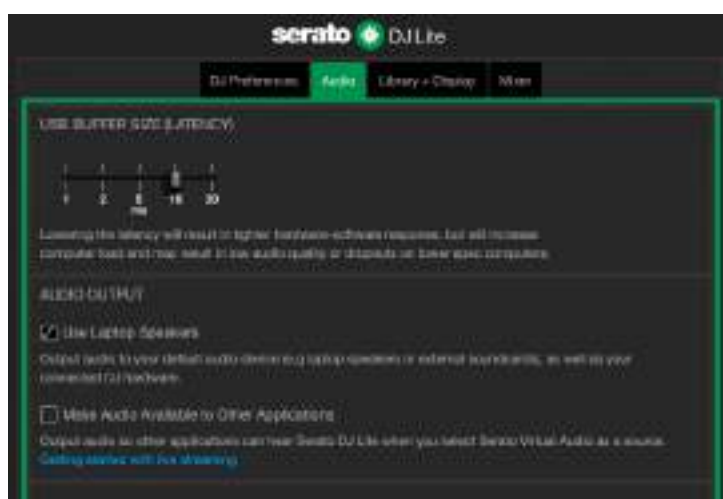 serato DJ Lite
DJ Preferences Audio Library + Display Mixer
USB BUFFER SIZE (LATENCY)
1 2 5 10 20
ms
Lowering the latency will result in tighter hardware-software response, but will increase
computer load and may result in low audio quality or dropouts on lower spec computers.
AUDIO OUTPUT
Use Laptop Speakers
Output audio to your default audio device e.g laptop speakers or external soundcards, as well as your
connected DJ hardware.
Make Audio Available to Other Applications
Output audio so other applications can hear Serato DJ Lite when you select Serato Virtual Audio as a source.
Getting started with live streaming